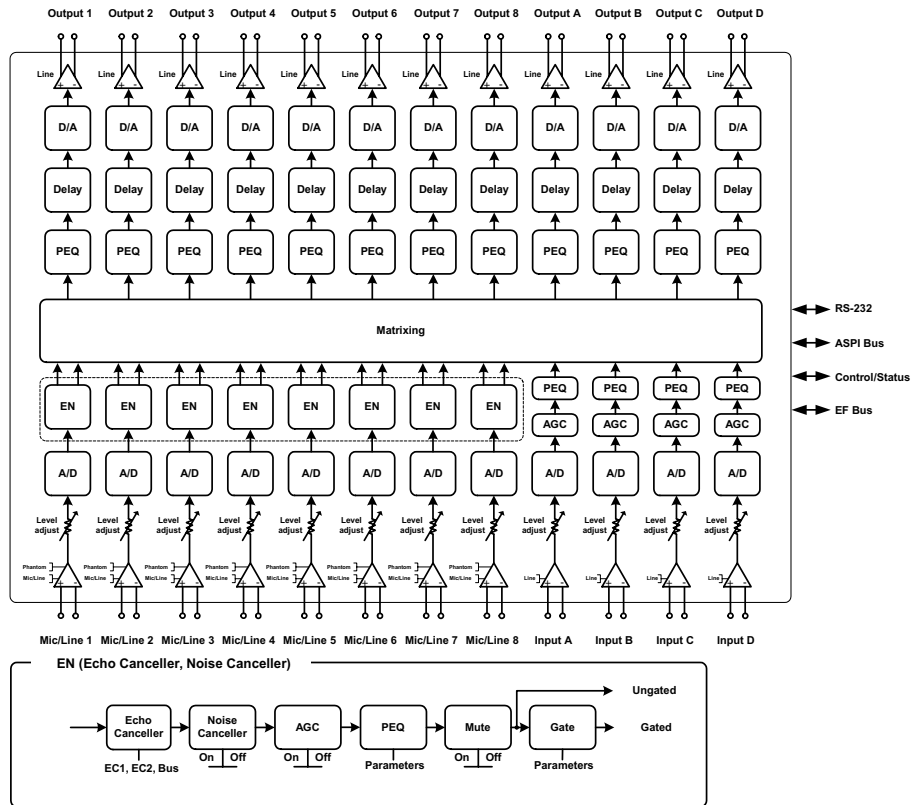 Output 1 Output 2 Output 3 Output 4 Output 5 Output 6 Output 7 Output 8 Output A Output B Output C Output D
Line Line Line Line Line Line Line Line Line Line Line Line
+ - + - + - + - + - + - + - + - + - + - + - + -
D/A D/A D/A D/A D/A D/A D/A D/A D/A D/A D/A D/A
Delay Delay Delay Delay Delay Delay Delay Delay Delay Delay Delay Delay
PEQ PEQ PEQ PEQ PEQ PEQ PEQ PEQ PEQ PEQ PEQ PEQ
RS-232
Matrixing
ASPI Bus
Control/Status
PEQ PEQ PEQ PEQ
EN EN EN EN EN EN EN EN
EF Bus
AGC AGC AGC AGC
A/D A/D A/D A/D A/D A/D A/D A/D A/D A/D A/D A/D
Level Level Level Level Level Level Level Level Level Level Level Level
adjust adjust adjust adjust adjust adjust adjust adjust adjust adjust adjust adjust
Phantom Phantom Phantom Phantom Phantom Phantom Phantom Phantom
Mic/Line Mic/Line Mic/Line Mic/Line Mic/Line Mic/Line Mic/Line Mic/Line Line Line Line Line
+ - + - + - + - + - + - + - + - + - + - + - + -
Mic/Line 1 Mic/Line 2 Mic/Line 3 Mic/Line 4 Mic/Line 5 Mic/Line 6 Mic/Line 7 Mic/Line 8 Input A Input B Input C Input D
EN (Echo Canceller, Noise Canceller)
Ungated
Echo Canceller
Noise Canceller
AGC
PEQ
Mute
Gate
Gated
EC1, EC2, Bus
On Off
On Off
Parameters
On Off
Parameters